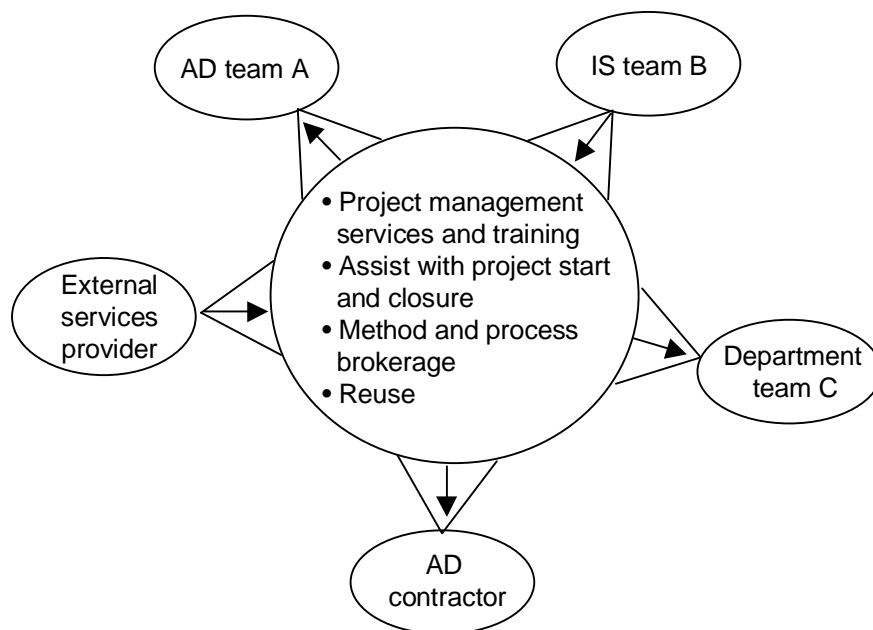 AD team A
IS team B
• Project management
services and training
• Assist with project start
and closure
• Method and process
brokerage
• Reuse
External
services
provider
Department
team C
AD
contractor